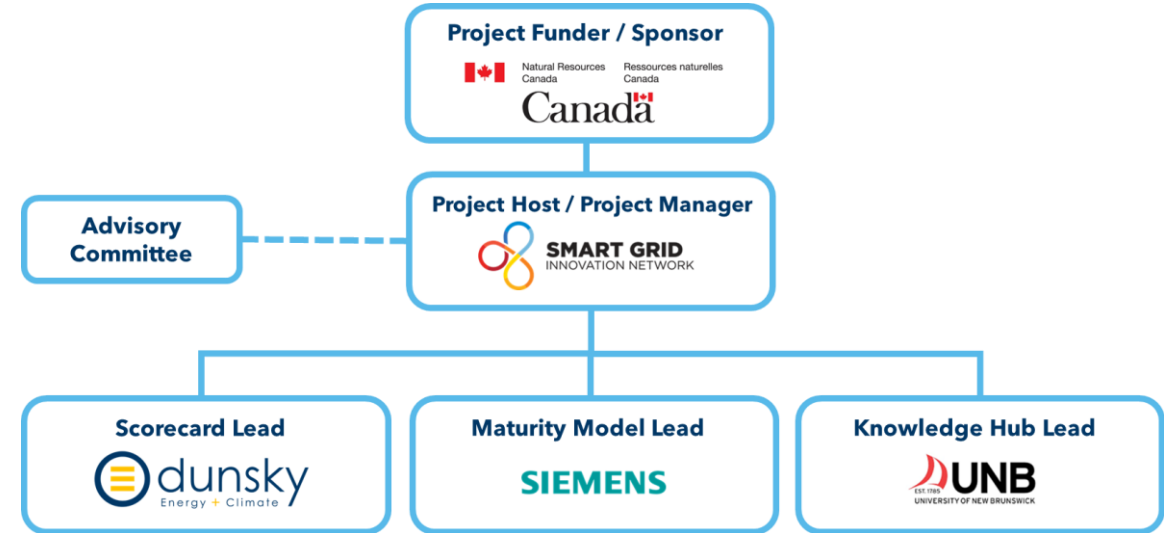 Project Funder / Sponsor
Natural Resources Ressources naturelles
Canada Canada
Canada
Project Host / Project Manager
SMART GRID
INNOVATION NETWORK
Advisory
Committee
Scorecard Lead
dunsky
Energy + Climate
Maturity Model Lead
SIEMENS
Knowledge Hub Lead
UNB
EST. 1785
UNIVERSITY OF NEW BRUNSWICK